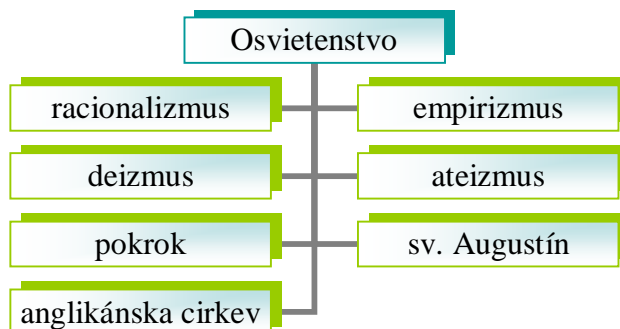 Osvietenstvo
racionalizmus
empirizmus
deizmus
ateizmus
pokrok
sv. Augustín
anglikánska cirkev